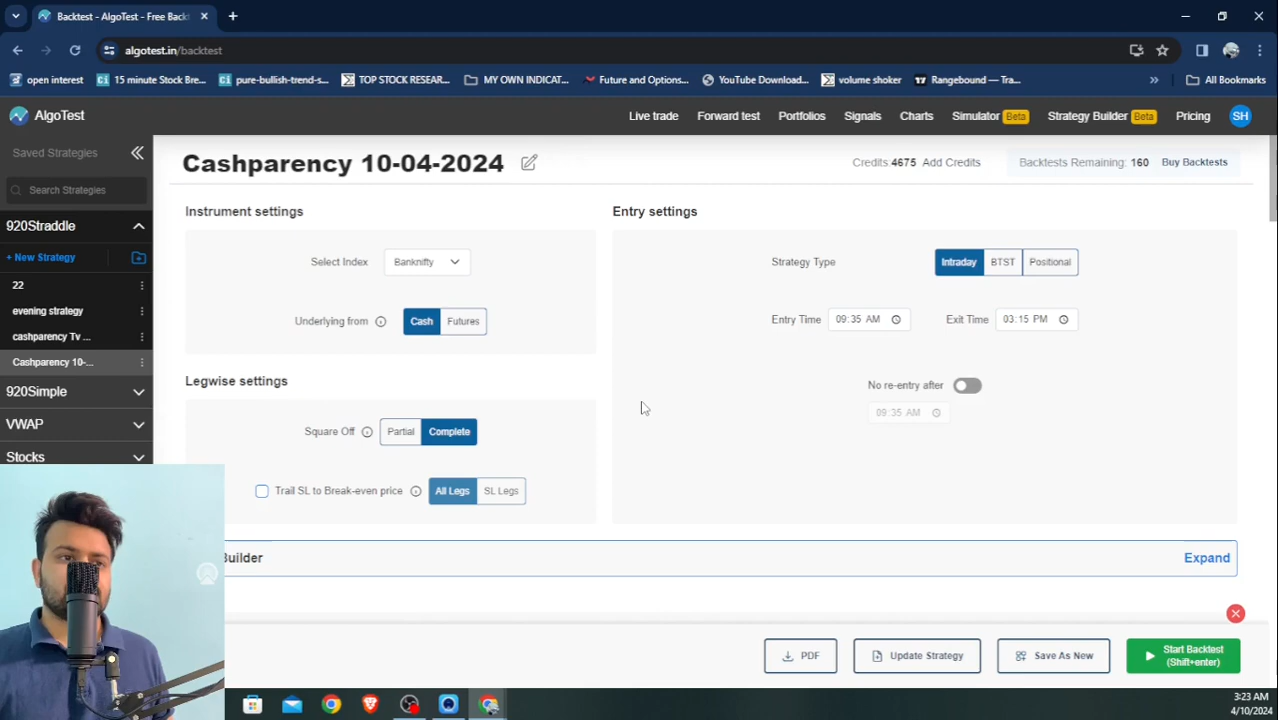 Backtest - AlgoTest - Free Back
algotest.in/backtest
open interest
15 minute Stock Bre...
pure-bullish-trend-s...
TOP STOCK RESEAR...
MY OWN INDICAT...
Future and Options...
YouTube Download...
volume shoker
Rangebound — Tra...
»
All Bookmarks
AlgoTest
Live trade
Forward test
Portfolios
Signals
Charts
Simulator Beta
Strategy Builder Beta
Pricing
SH
Saved Strategies
Search Strategies
920Straddle
+ New Strategy
22
evening strategy
cashparency Tv ...
Cashparency 10-...
920Simple
VWAP
Stocks
Cashparency 10-04-2024
Credits: 4675 Add Credits
Backtests Remaining: 160 Buy Backtests
Instrument settings
Select Index Banknifty
Underlying from Cash Futures
Legwise settings
Square Off Partial Complete
Trail SL to Break-even price All Legs SL Legs
Entry settings
Strategy Type Intraday BTST Positional
Entry Time 09:35 AM Exit Time 03:15 PM
No re-entry after
09:35 AM
Builder
Expand
PDF
Update Strategy
Save As New
Start Backtest
(Shift+enter)
3:23 AM
4/10/2024